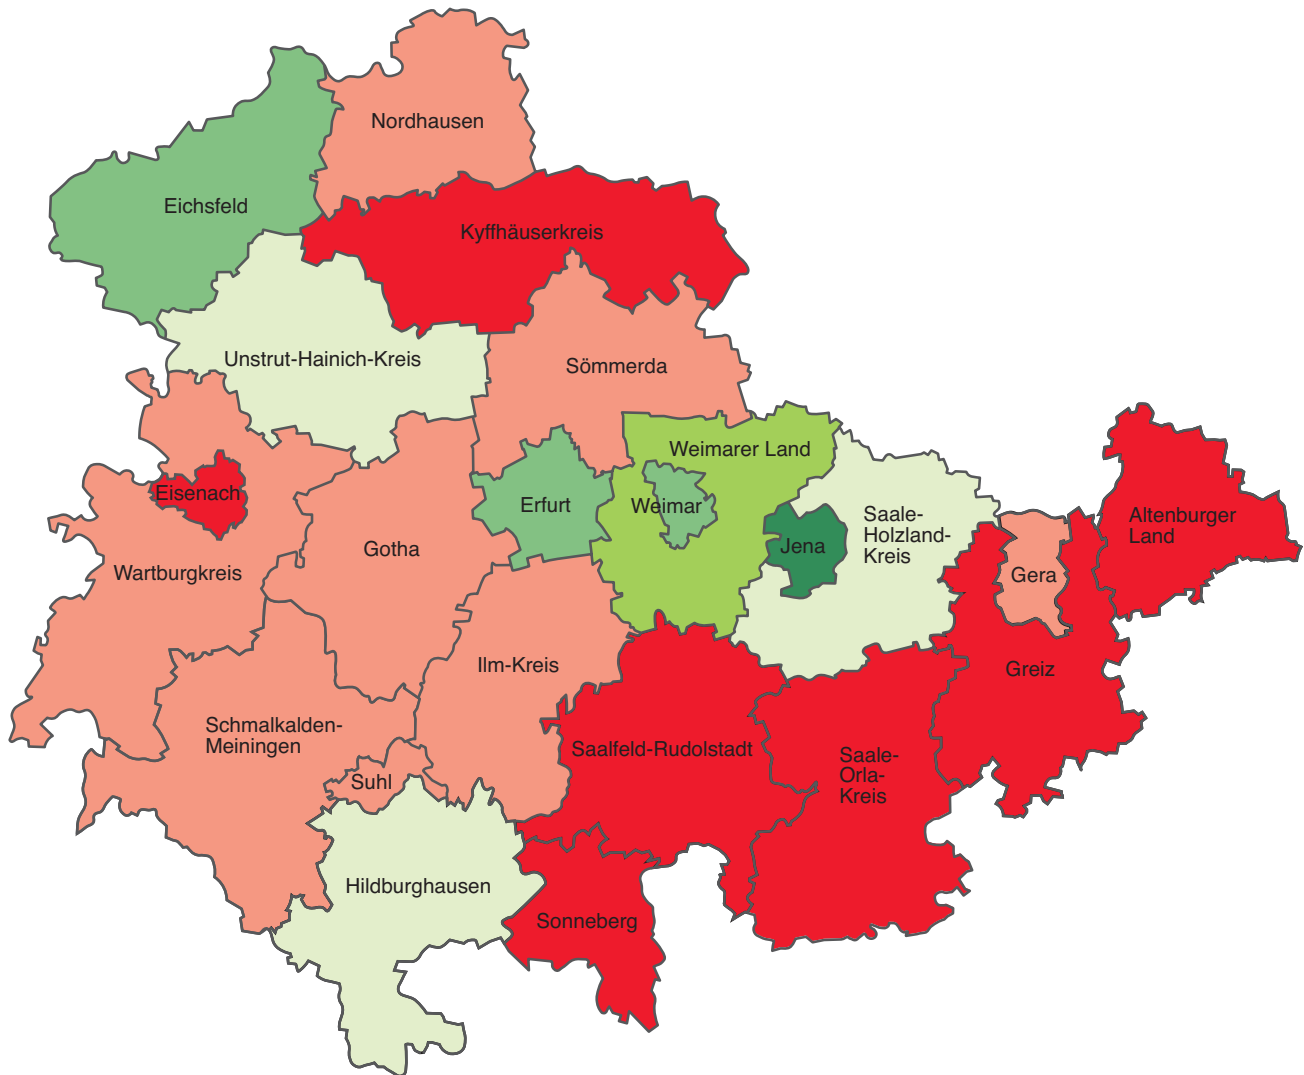 Nordhausen
Eichsfeld
Kyffhäuserkreis
Unstrut-Hainich-Kreis
Sömmerda
Weimarer Land
Eisenach
Erfurt
Weimar
Saale-
Holzland-
Kreis
Altenburger
Land
Jena
Gotha
Wartburgkreis
Gera
Ilm-Kreis
Greiz
Schmalkalden-
Meiningen
Saalfeld-Rudolstadt
Saale-
Orla-
Kreis
Suhl
Hildburghausen
Sonneberg